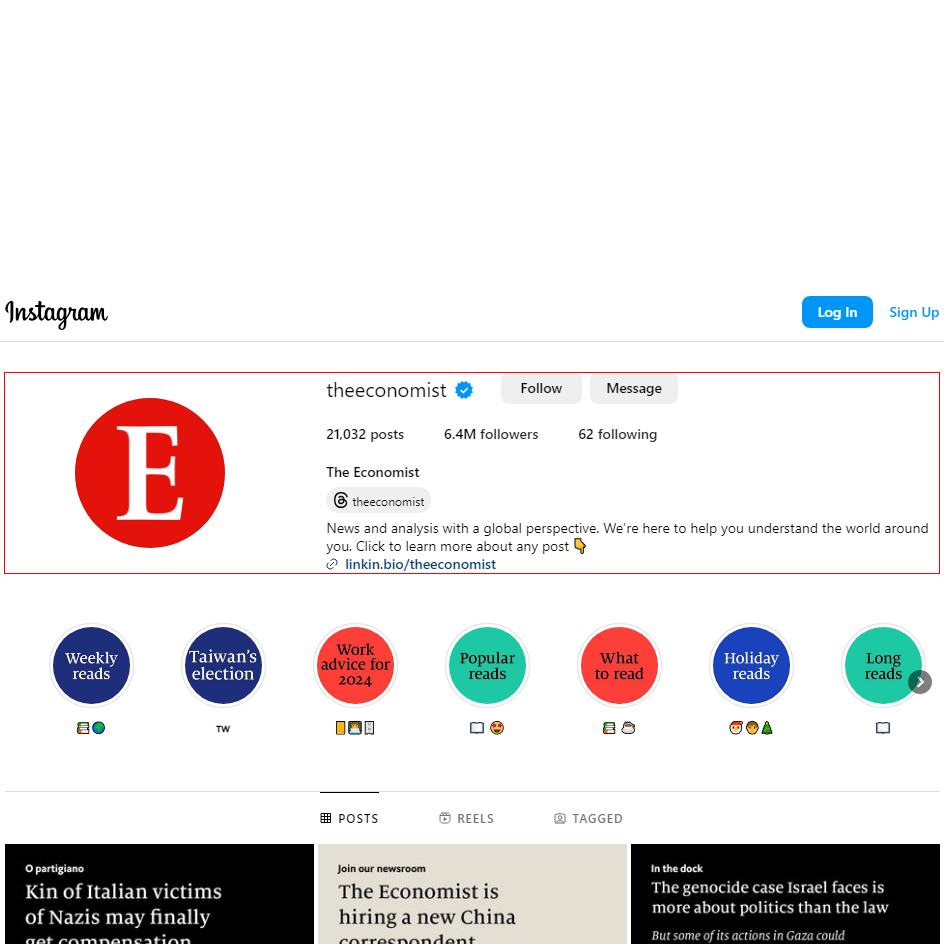 Instagram
Log In
Sign Up
theeconomist
Follow
Message
21,032 posts
6.4M followers
62 following
E
The Economist
theeconomist
News and analysis with a global perspective. We’re here to help you understand the world around
you. Click to learn more about any post 👇
linkin.bio/theeconomist
Weekly
reads
Taiwan’s
election
Work
advice for
2024
Popular
reads
What
to read
Holiday
reads
Long
reads
TW
POSTS
REELS
TAGGED
O partigiano
Kin of Italian victims
of Nazis may finally
get compensation
Join our newsroom
The Economist is
hiring a new China
correspondent
In the dock
The genocide case Israel faces is
more about politics than the law
But some of its actions in Gaza could